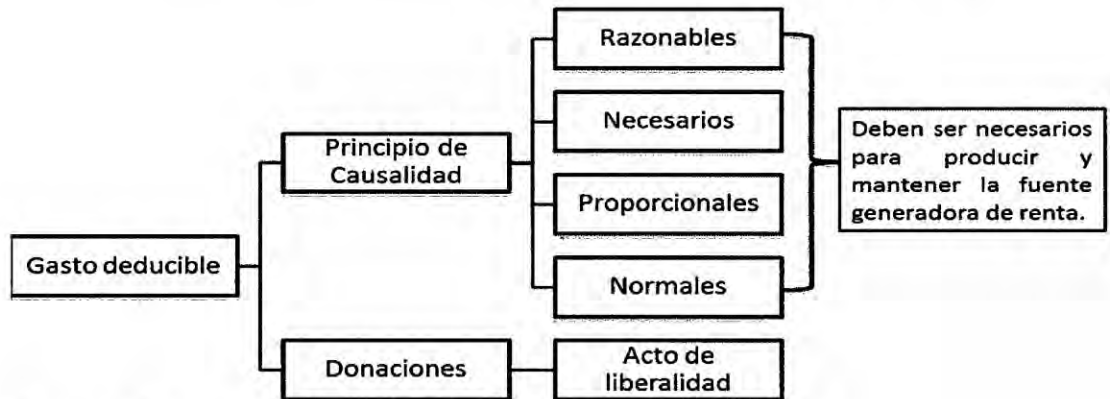 Razonables
Necesarios
Principio de
Causalidad
Deben ser necesarios
para producir y
mantener la fuente
generadora de renta.
Proporcionales
Gasto deducible
Normales
Donaciones
Acto de
liberalidad